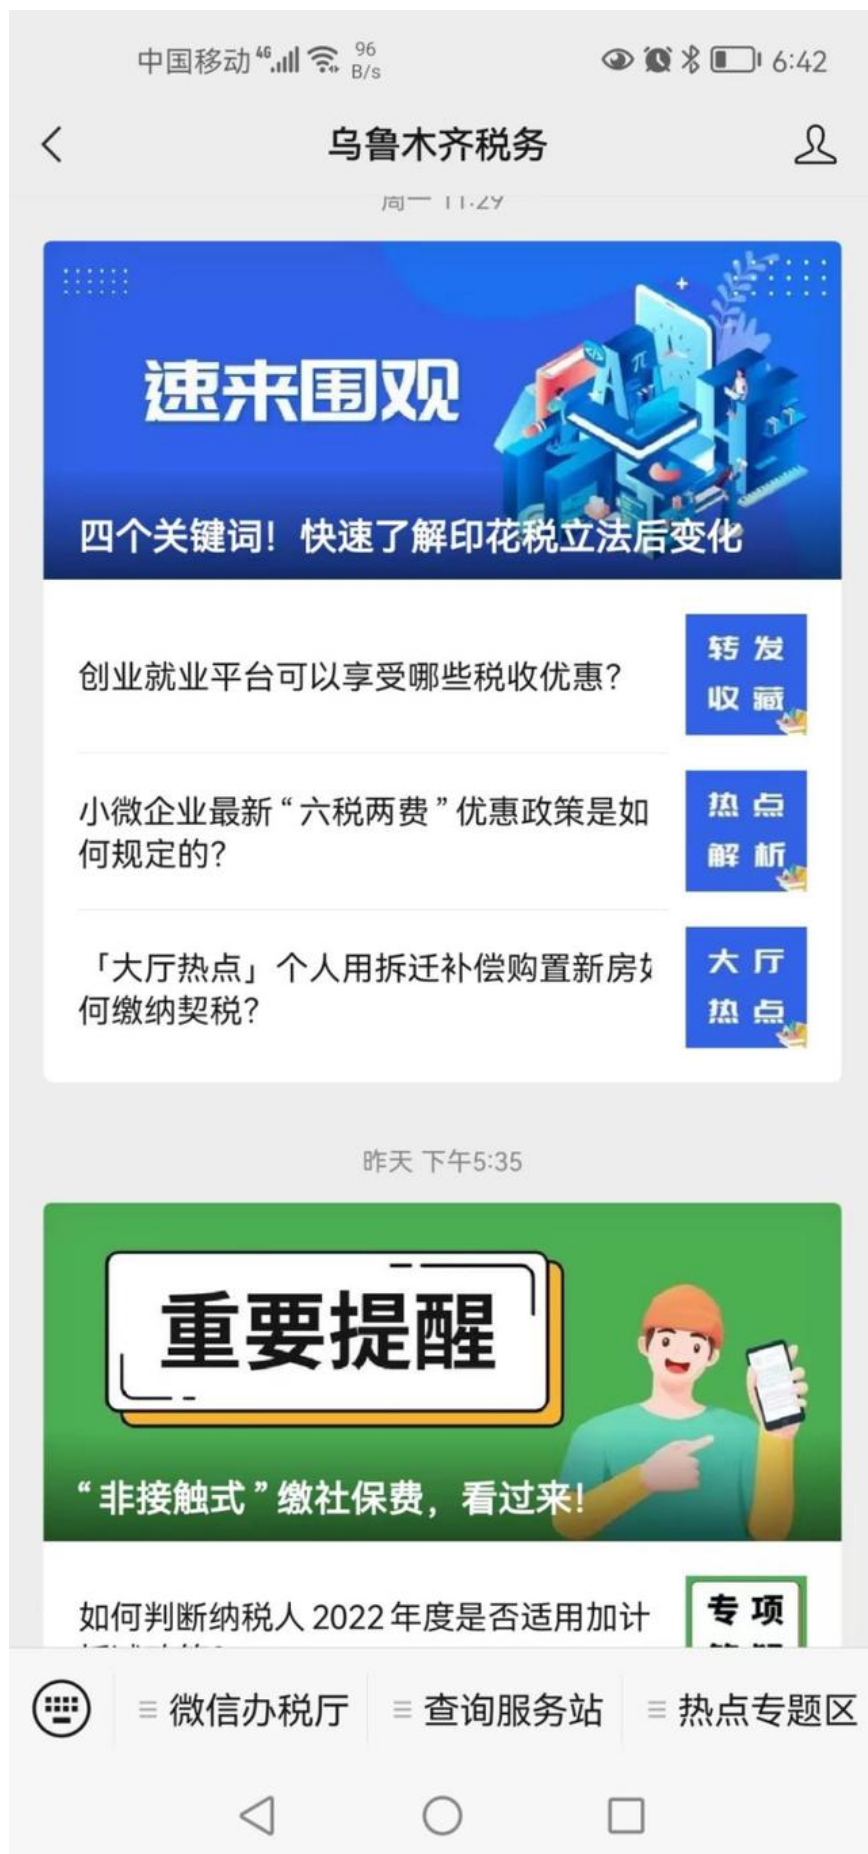 中国移动 4G 96 B/s 6:42
乌鲁木齐税务
周一 11:29
速来围观
四个关键词！快速了解印花税立法后变化
创业就业平台可以享受哪些税收优惠？
转发
收藏
小微企业最新“六税两费”优惠政策是如
何规定的？
热点
解析
「大厅热点」个人用拆迁补偿购置新房如
何缴纳契税？
大厅
热点
昨天 下午5:35
重要提醒
“非接触式”缴社保费，看过来！
如何判断纳税人2022年度是否适用加计
专项
微信办税厅
查询服务站
热点专题区